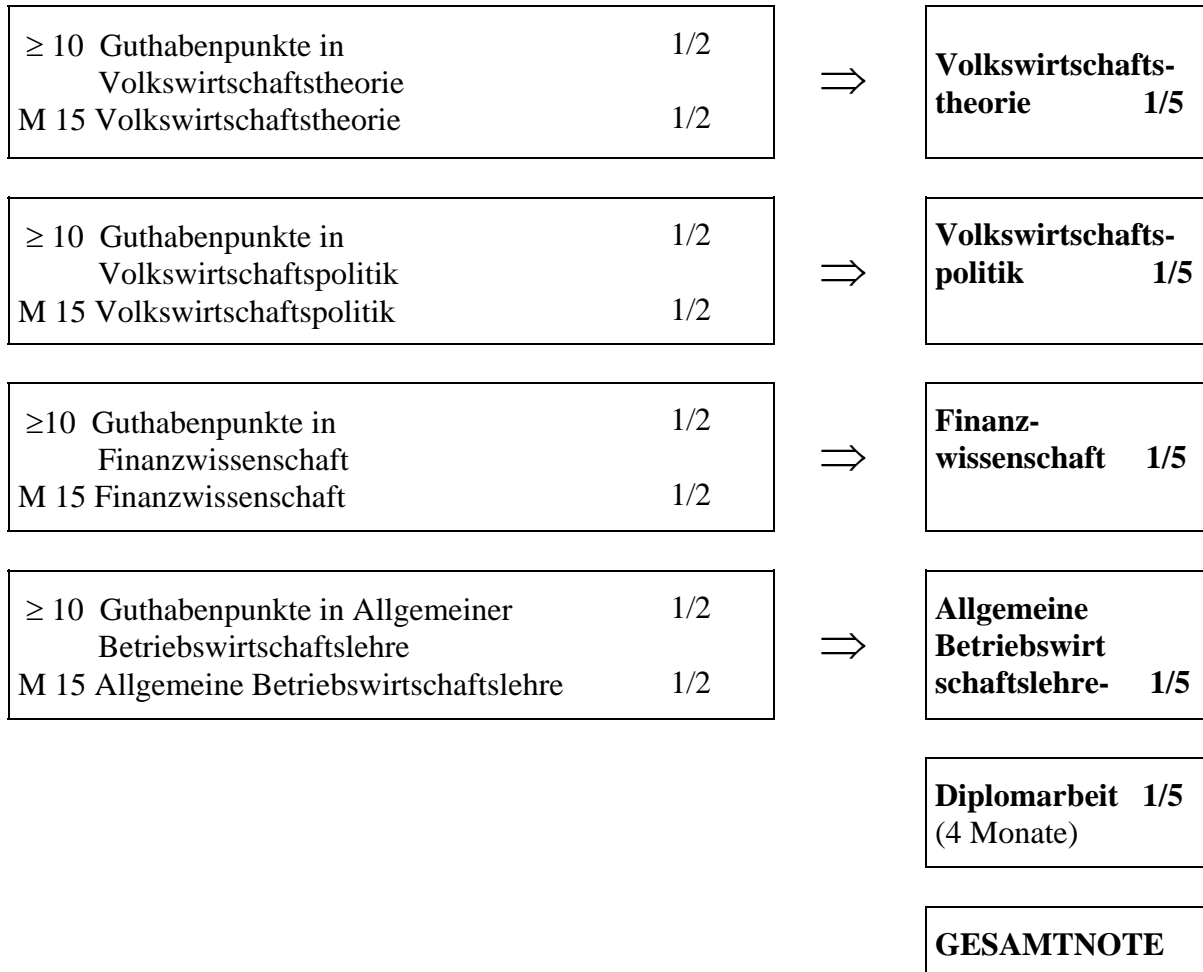 ≥ 10 Guthabenpunkte in 1/2
Volkswirtschaftstheorie
M 15 Volkswirtschaftstheorie 1/2
⇒
Volkswirtschafts-
theorie 1/5
≥ 10 Guthabenpunkte in 1/2
Volkswirtschaftspolitik
M 15 Volkswirtschaftspolitik 1/2
⇒
Volkswirtschafts-
politik 1/5
≥10 Guthabenpunkte in 1/2
Finanzwissenschaft
M 15 Finanzwissenschaft 1/2
⇒
Finanz-
wissenschaft 1/5
≥ 10 Guthabenpunkte in Allgemeiner 1/2
Betriebswirtschaftslehre
M 15 Allgemeine Betriebswirtschaftslehre 1/2
⇒
Allgemeine
Betriebswirt
schaftslehre- 1/5
Diplomarbeit 1/5
(4 Monate)
GESAMTNOTE